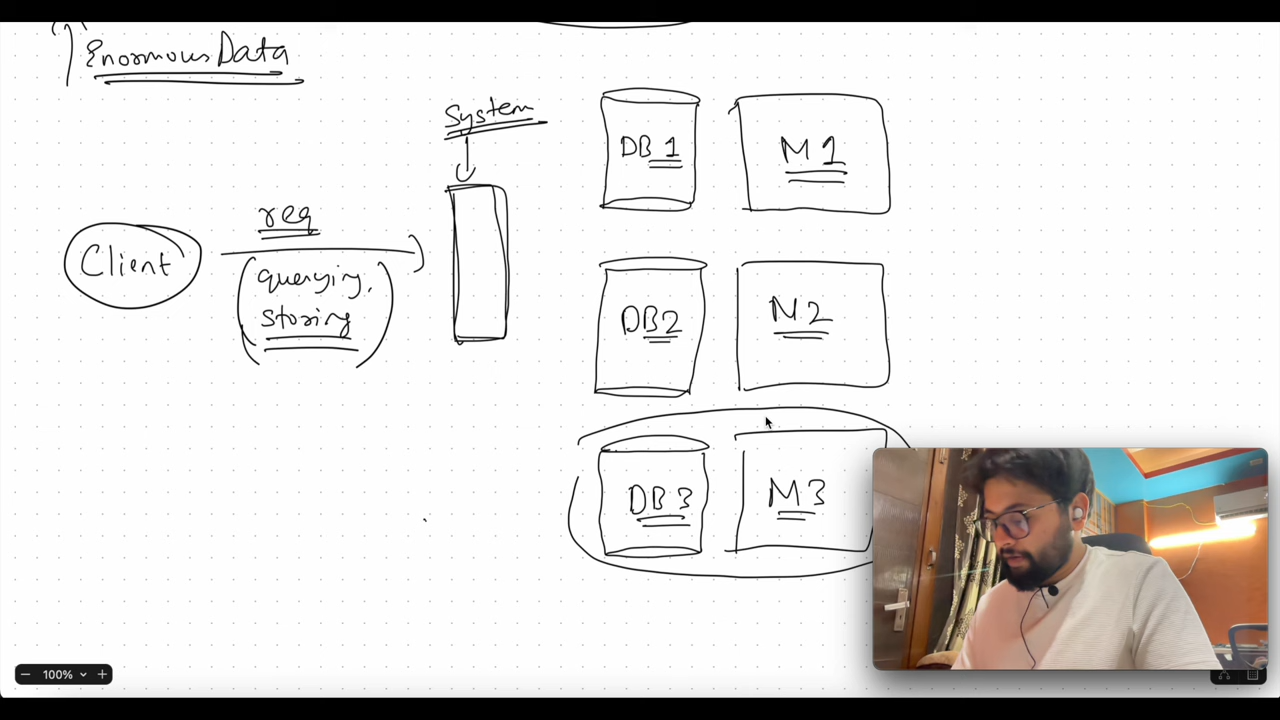 Enormous Data
System
DB 1
M 1
req
Client
querying,
storing
DB2
M2
DB 3
M3
100%